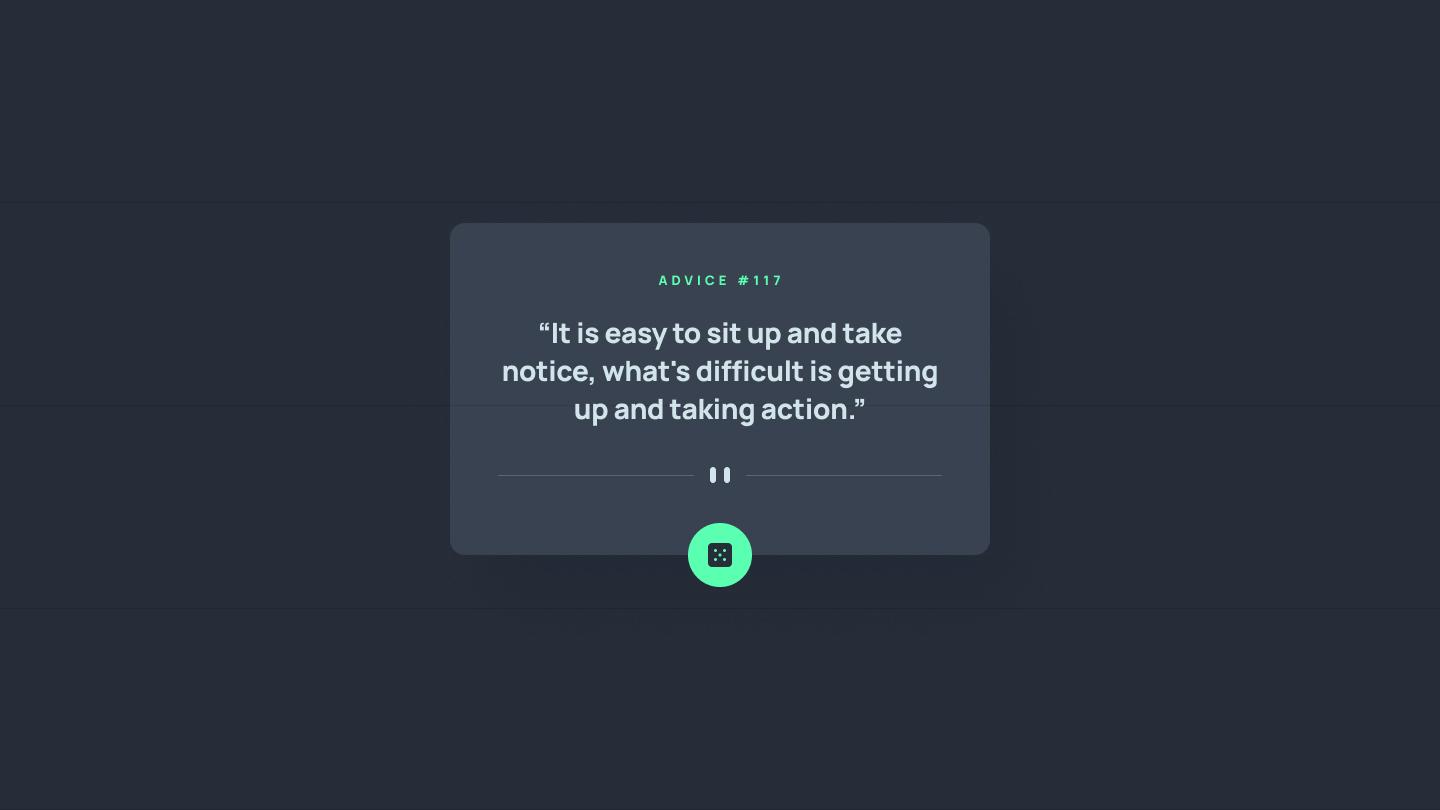 ADVICE #117
“It is easy to sit up and take
notice, what's difficult is getting
up and taking action.”